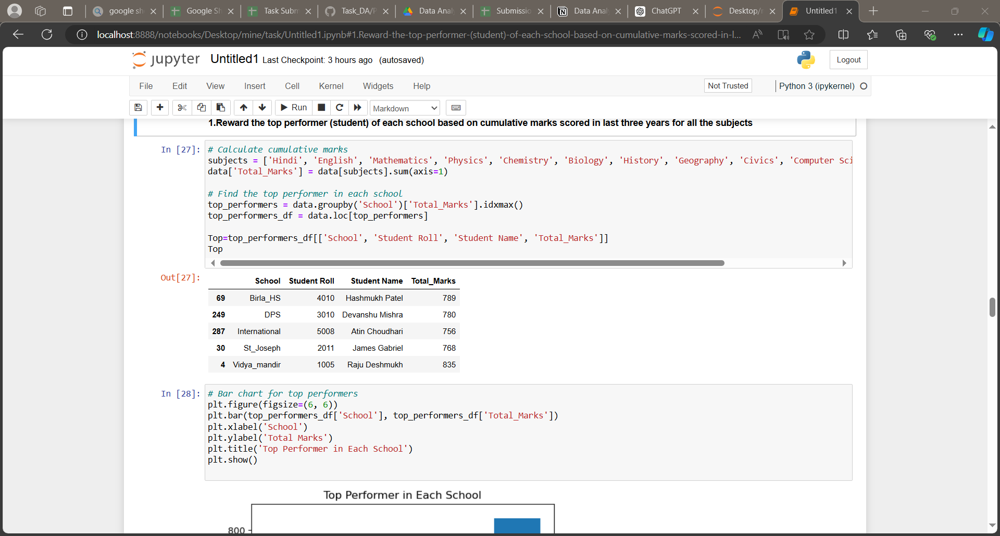 google sh
Google Sh
Task Subm
Task_DA/P
Data Anal
Submissio
Data Anal
ChatGPT
Desktop/
Untitled1
localhost:8888/notebooks/Desktop/mine/task/Untitled1.ipynb#1.Reward-the-top-performer-(student)-of-each-school-based-on-cumulative-marks-scored-in-l...
jupyter Untitled1 Last Checkpoint: 3 hours ago (autosaved)
Logout
File Edit View Insert Cell Kernel Widgets Help
Not Trusted
Python 3 (ipykernel)
Run
Markdown
1.Reward the top performer (student) of each school based on cumulative marks scored in last three years for all the subjects
In [27]:
# Calculate cumulative marks
subjects = ['Hindi', 'English', 'Mathematics', 'Physics', 'Chemistry', 'Biology', 'History', 'Geography', 'Civics', 'Computer Sci
data['Total_Marks'] = data[subjects].sum(axis=1)
# Find the top performer in each school
top_performers = data.groupby('School')['Total_Marks'].idxmax()
top_performers_df = data.loc[top_performers]
Top=top_performers_df[['School', 'Student Roll', 'Student Name', 'Total_Marks']]
Top
Out[27]:
School Student Roll Student Name Total_Marks
69 Birla_HS 4010 Hashmukh Patel 789
249 DPS 3010 Devanshu Mishra 780
287 International 5008 Atin Choudhari 756
30 St_Joseph 2011 James Gabriel 768
4 Vidya_mandir 1005 Raju Deshmukh 835
In [28]:
# Bar chart for top performers
plt.figure(figsize=(6, 6))
plt.bar(top_performers_df['School'], top_performers_df['Total_Marks'])
plt.xlabel('School')
plt.ylabel('Total Marks')
plt.title('Top Performer in Each School')
plt.show()
Top Performer in Each School
800